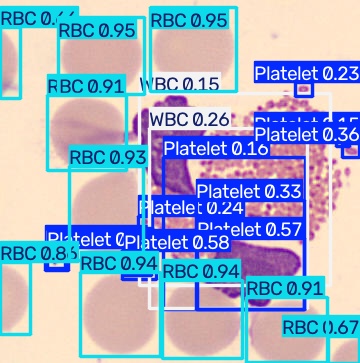 RBC 0.95
RBC 0.95
Platelet 0.23
WBC 0.15
RBC 0.91
WBC 0.26
Platelet 0.36
Platelet 0.16
RBC 0.93
Platelet 0.33
Platelet 0.24
Platelet 0.57
Platelet 0.58
RBC 0.94
RBC 0.94
RBC 0.91
RBC 0.67